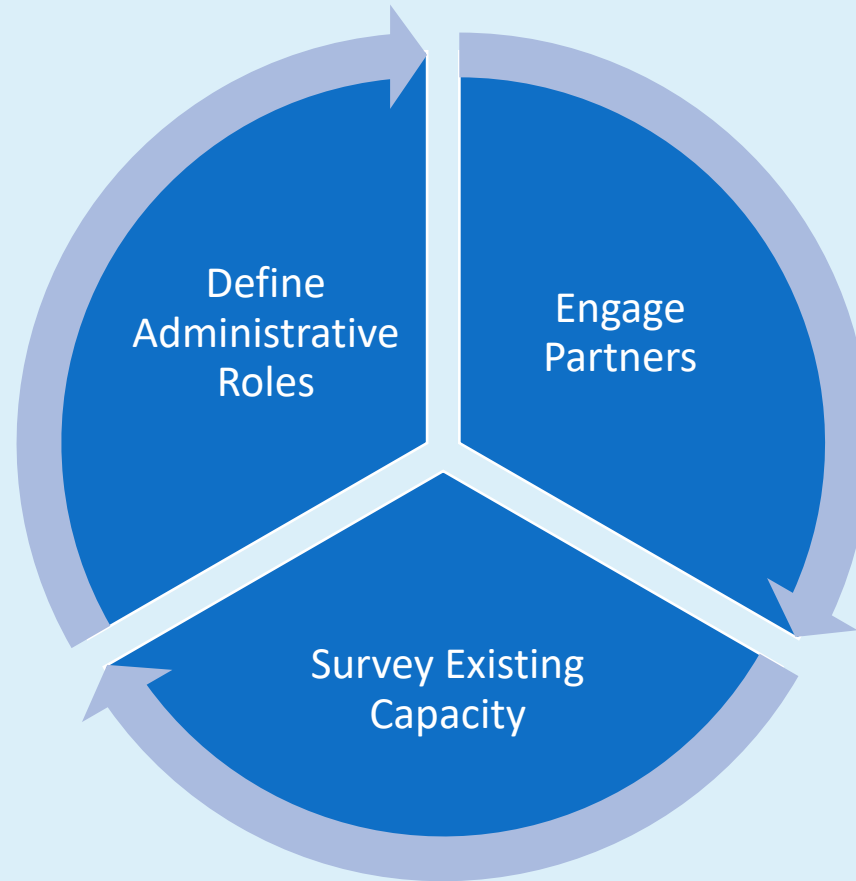 Define
Administrative
Roles
Engage
Partners
Survey Existing
Capacity